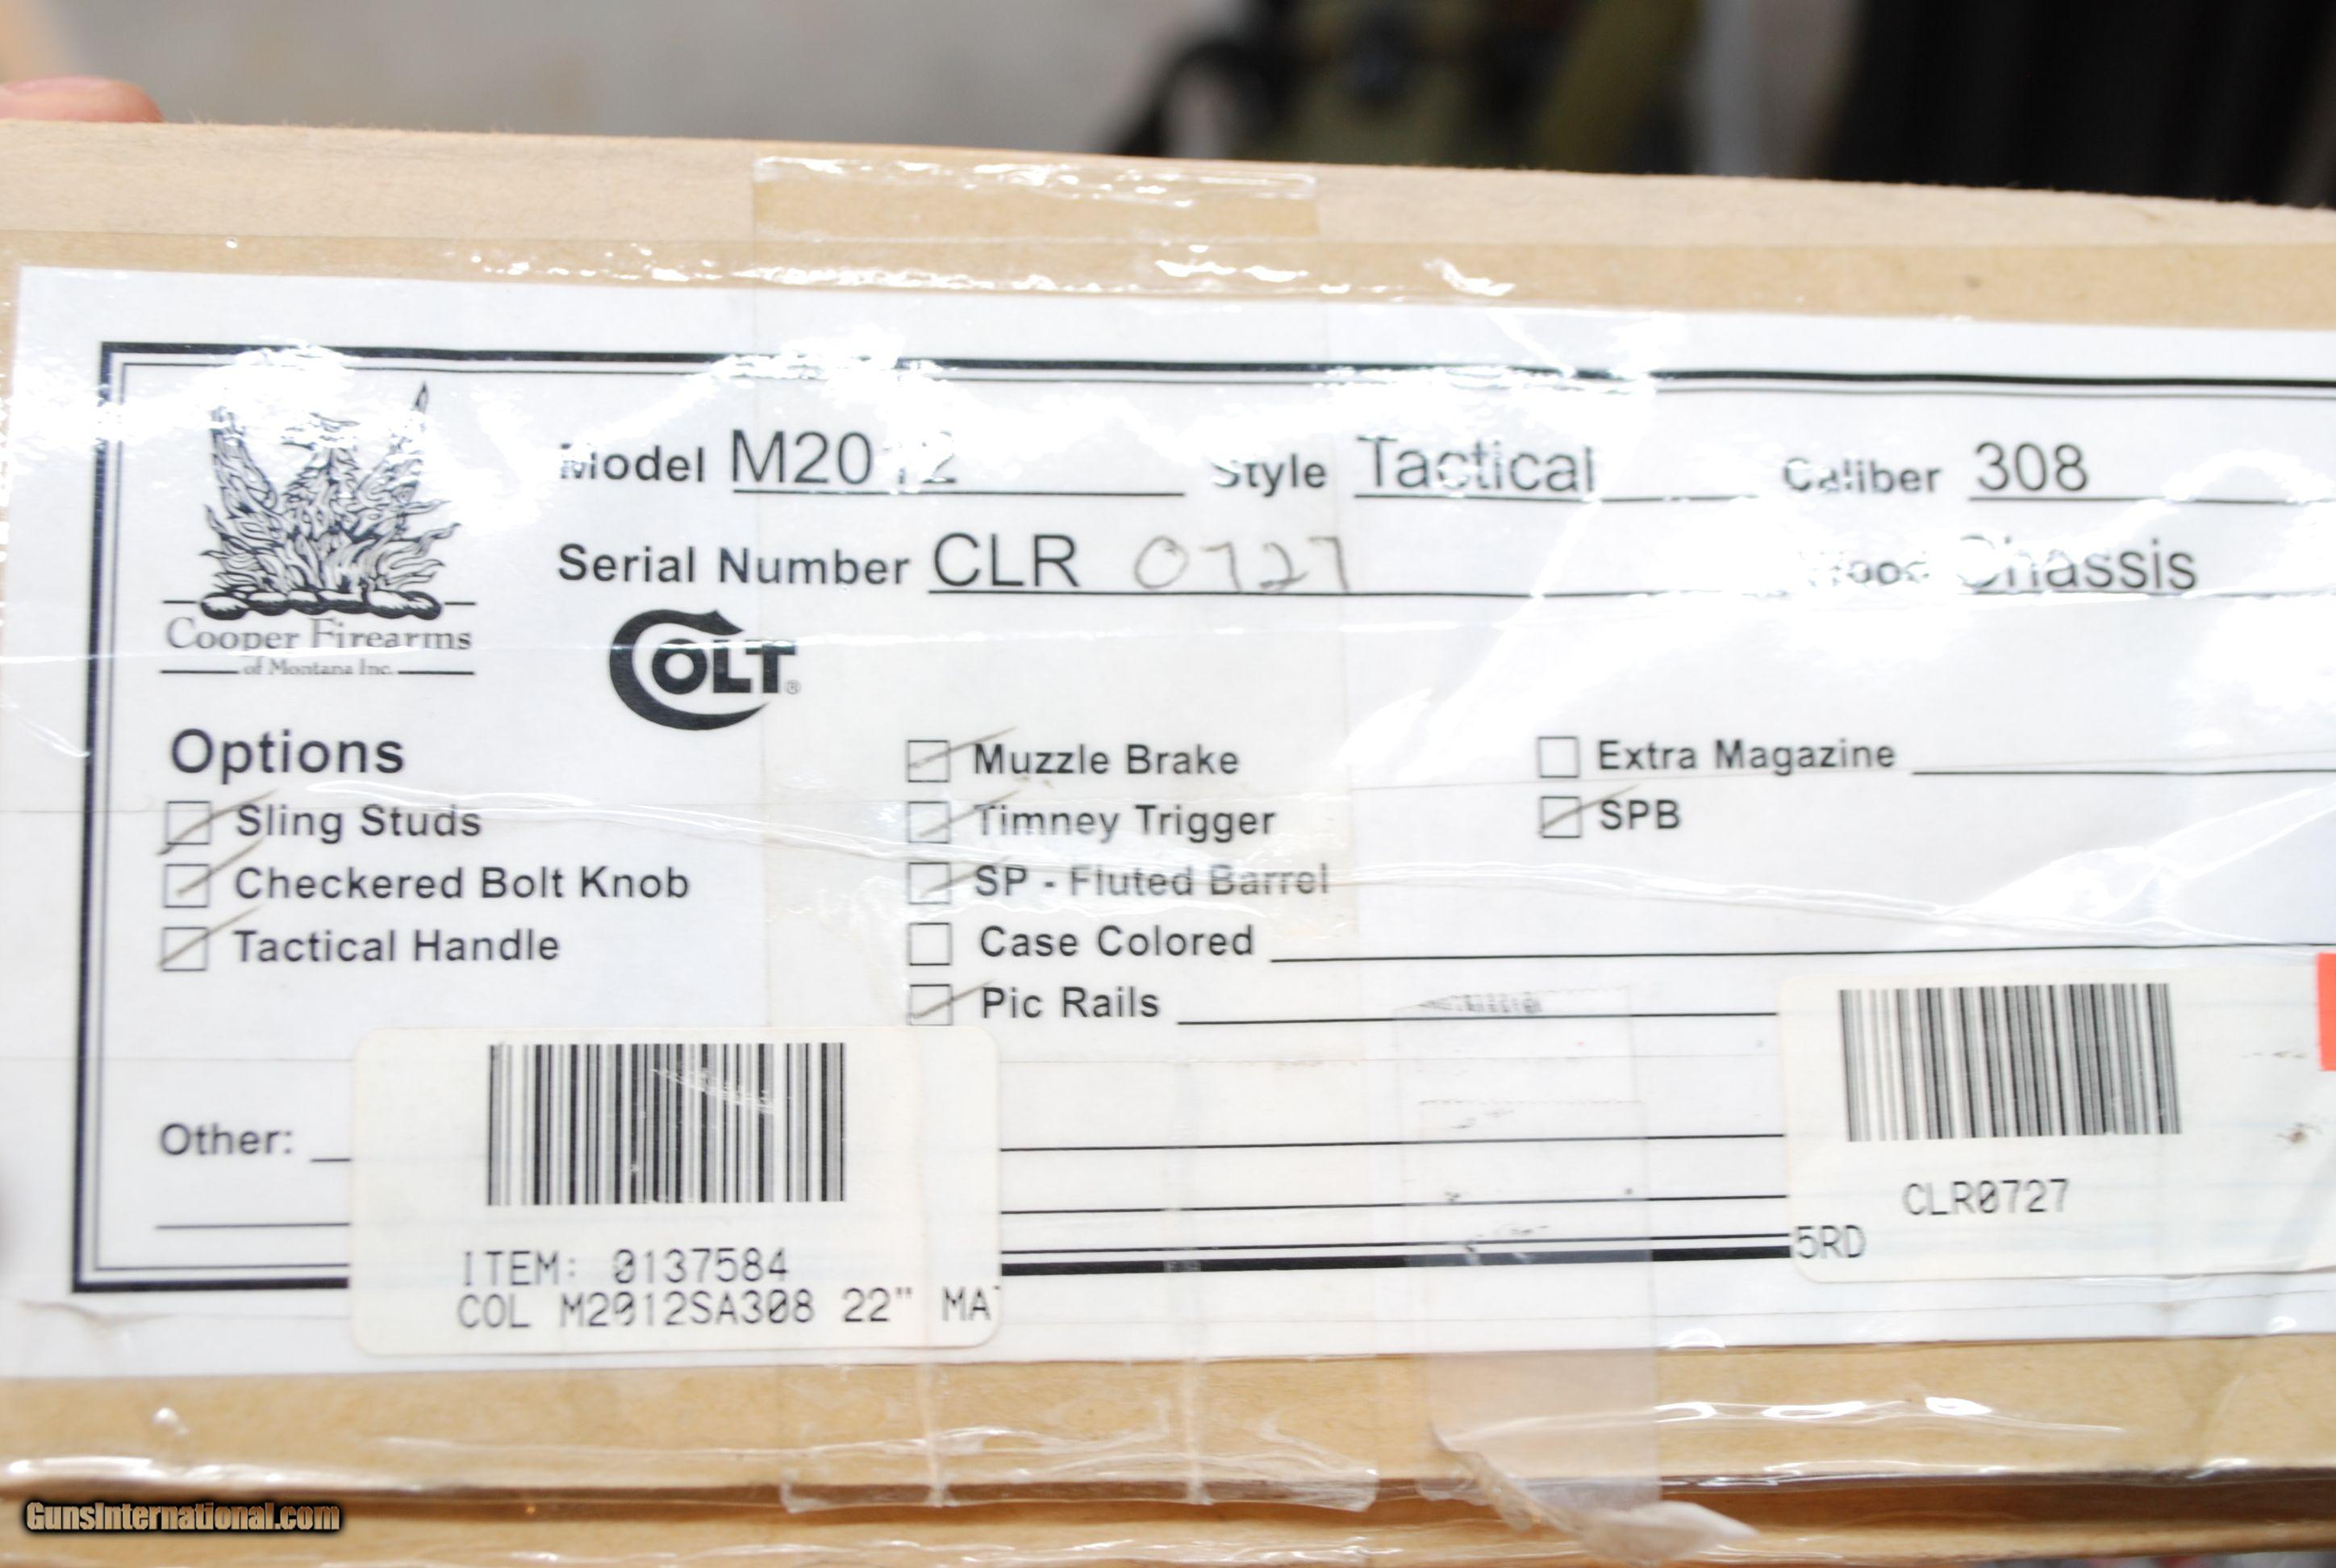 Model M2012 Style Tactical Caliber 308
Serial Number CLR 0727 Wood Chassis
Cooper Firearms
of Montana Inc.
COLT®
Options
Sling Studs
Checkered Bolt Knob
Tactical Handle
Muzzle Brake
Timney Trigger
SP - Fluted Barrel
Case Colored
Pic Rails
Extra Magazine
SPB
Other:
ITEM: 0137584
COL M2012SA308 22" MAT
CLR0727
5RD
GunsInternational.com